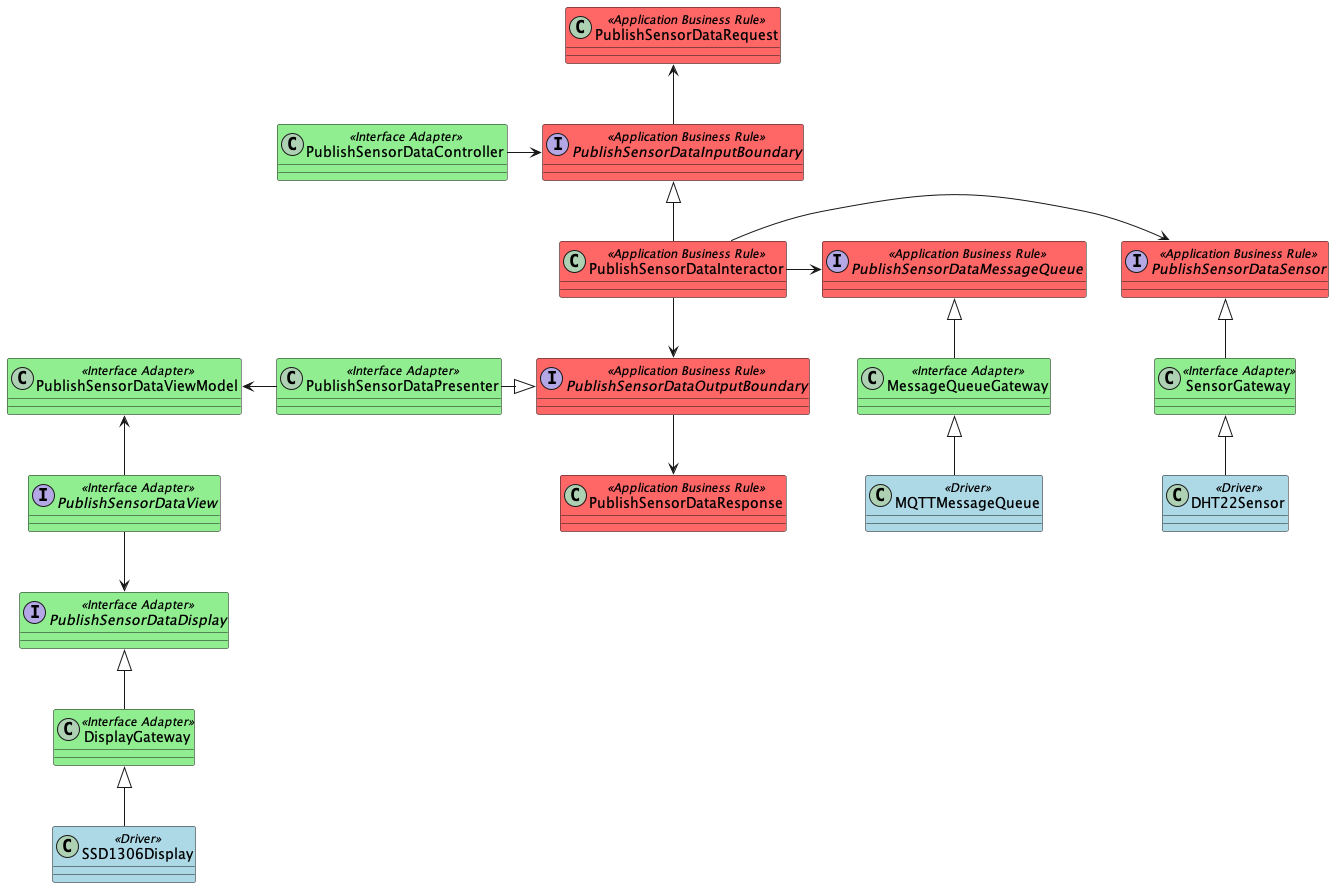 «Application Business Rule»
C PublishSensorDataRequest
«Interface Adapter»
C PublishSensorDataController
«Application Business Rule»
I PublishSensorDataInputBoundary
«Application Business Rule»
C PublishSensorDataInteractor
«Application Business Rule»
I PublishSensorDataMessageQueue
«Application Business Rule»
I PublishSensorDataSensor
«Interface Adapter»
C PublishSensorDataViewModel
«Interface Adapter»
C PublishSensorDataPresenter
«Application Business Rule»
I PublishSensorDataOutputBoundary
«Interface Adapter»
C MessageQueueGateway
«Interface Adapter»
C SensorGateway
«Interface Adapter»
I PublishSensorDataView
«Application Business Rule»
C PublishSensorDataResponse
«Driver»
C MQTTMessageQueue
«Driver»
C DHT22Sensor
«Interface Adapter»
I PublishSensorDataDisplay
«Interface Adapter»
C DisplayGateway
«Driver»
C SSD1306Display